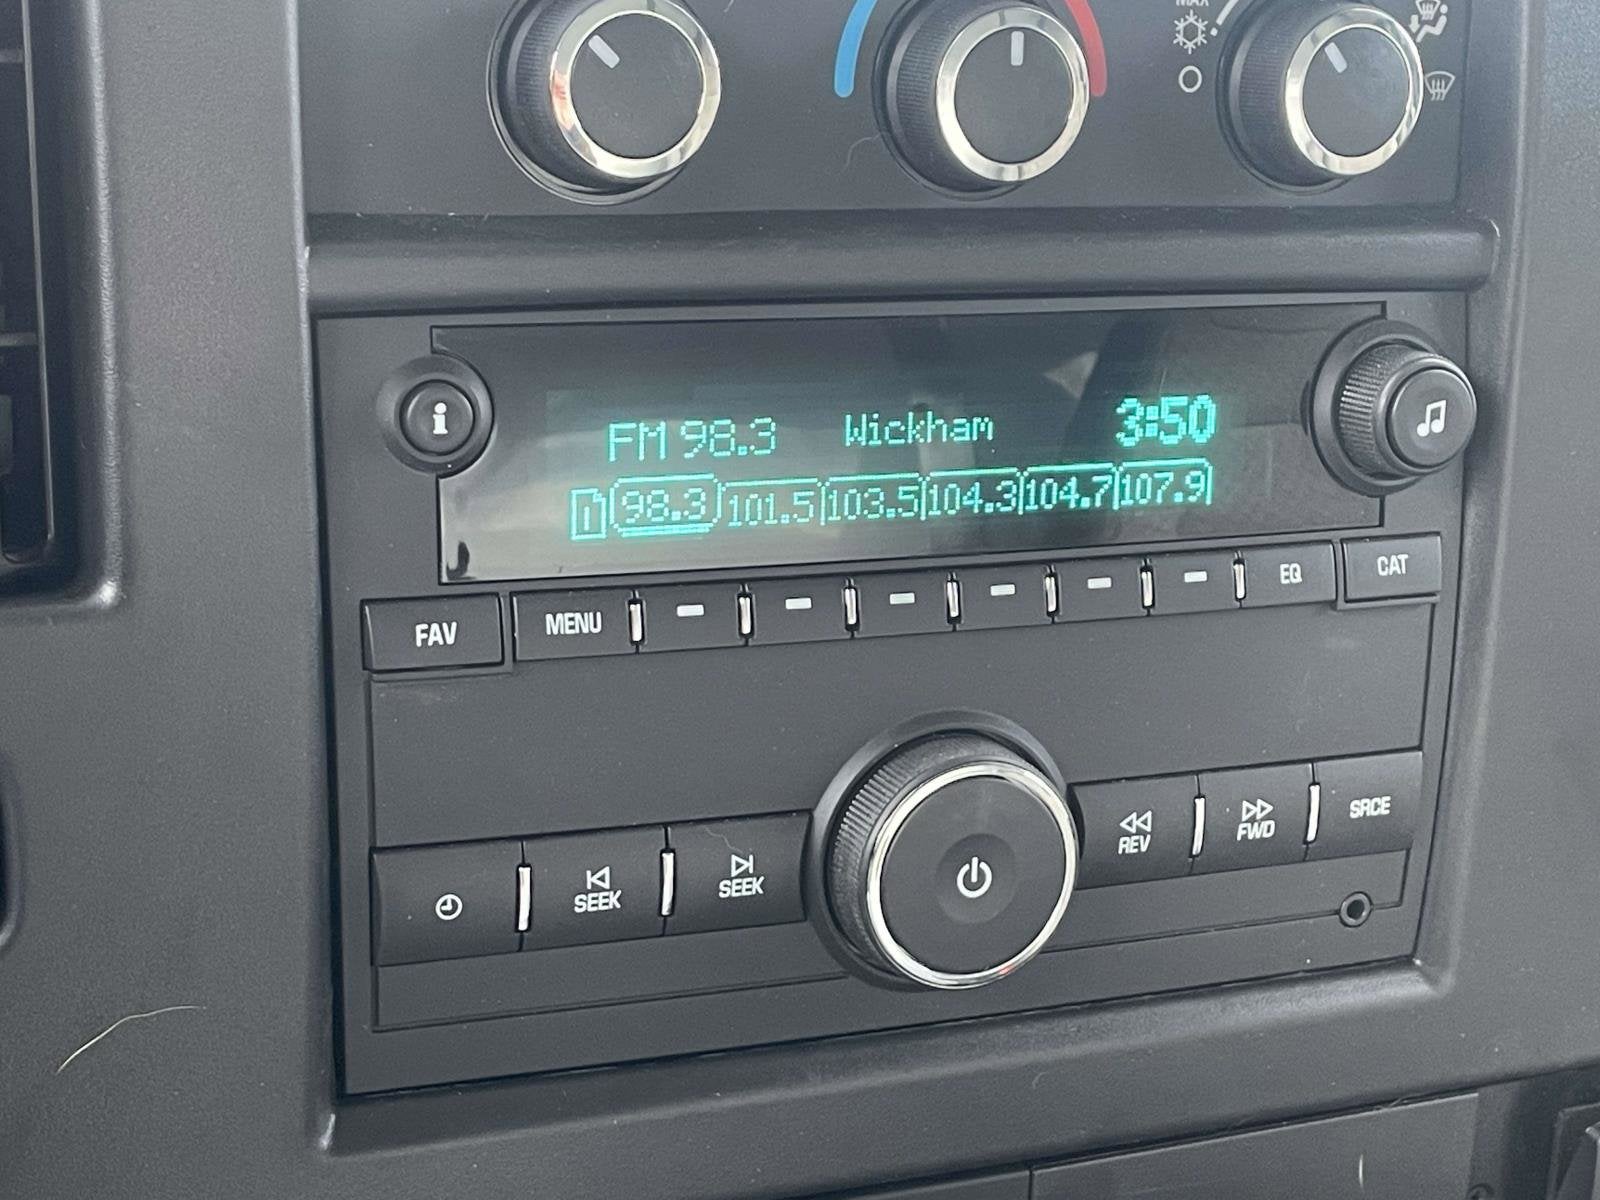 MAX
i
FM 98.3 Wickham 3:50
1 98.3 101.5 103.5 104.3 104.7 107.9
FAV MENU EQ CAT
SEEK SEEK REV FWD SRCE